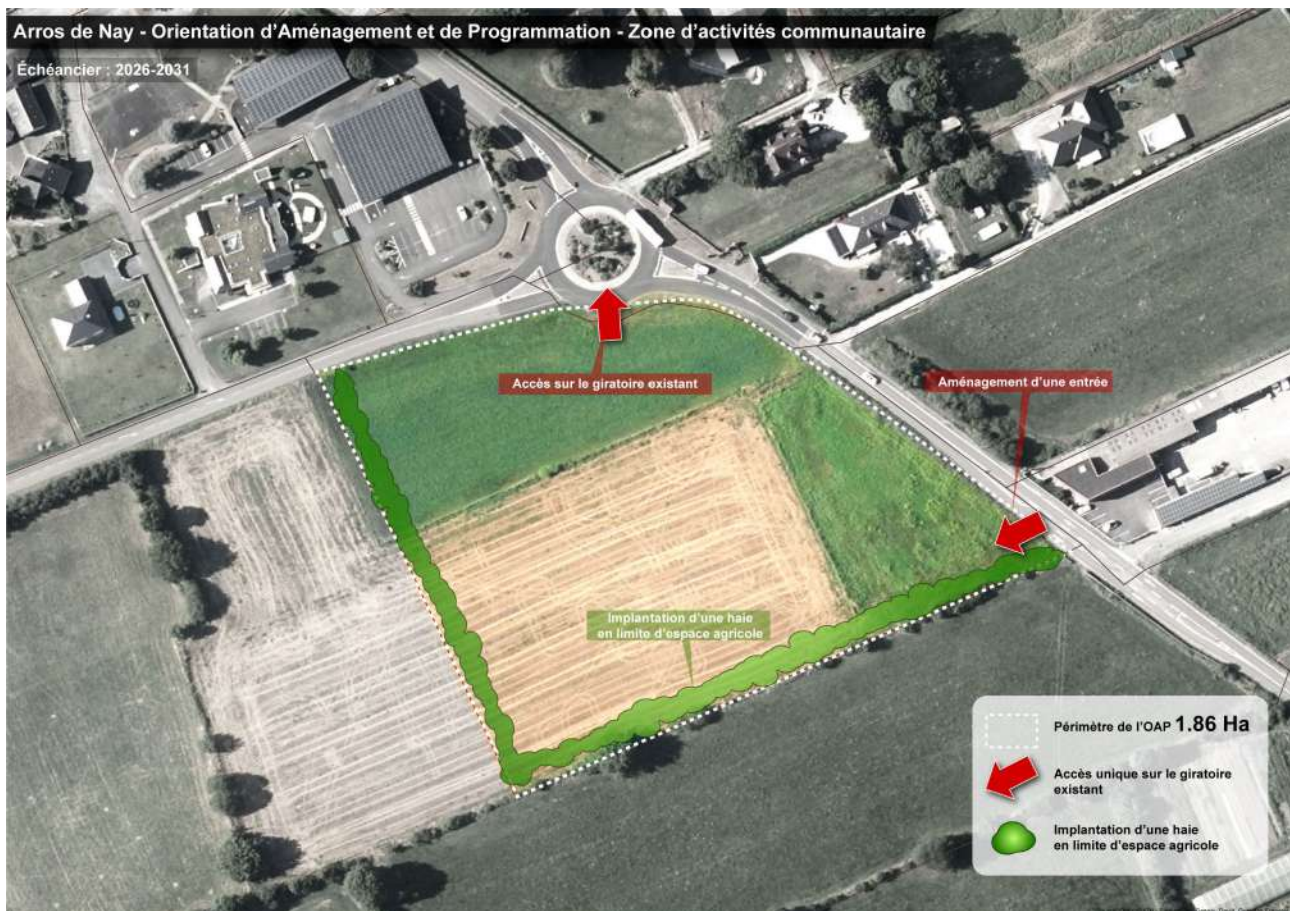 Arros de Nay - Orientation d'Aménagement et de Programmation - Zone d'activités communautaire
Échéancier : 2026-2031
Accès sur le giratoire existant
Aménagement d'une entrée
Implantation d'une haie
en limite d'espace agricole
Périmètre de l'OAP 1.86 Ha
Accès unique sur le giratoire
existant
Implantation d'une haie
en limite d'espace agricole